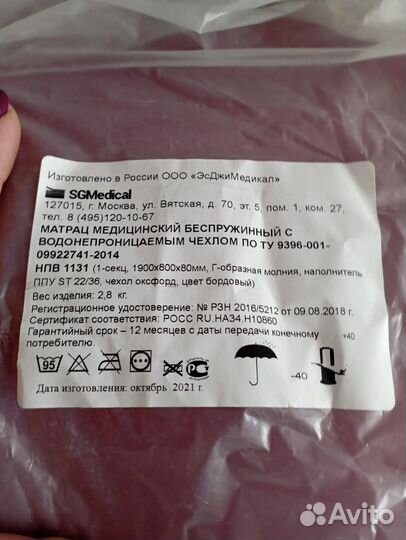 Изготовлено в России ООО «ЭсДжиМедикал»
SGMedical
127015, г. Москва, ул. Вятская, д. 70, эт. 5, пом. 1, ком. 27,
тел. 8 (495)120-10-67
МАТРАЦ МЕДИЦИНСКИЙ БЕСПРУЖИННЫЙ С
ВОДОНЕПРОНИЦАЕМЫМ ЧЕХЛОМ ПО ТУ 9396-001-
09922741-2014
НПВ 1131 (1-секц, 1900х800х80мм, Г-образная молния, наполнитель
ППУ ST 22/36, чехол оксфорд, цвет бордовый)
Вес изделия: 2,8 кг.
Регистрационное удостоверение: № РЗН 2016/5212 от 09.08.2018 г.
Сертификат соответствия: РОСС RU.НА34.Н10860
Гарантийный срок – 12 месяцев с даты передачи конечному
потребителю.
+40
95
-40
Дата изготовления: октябрь 2021 г.
Avito